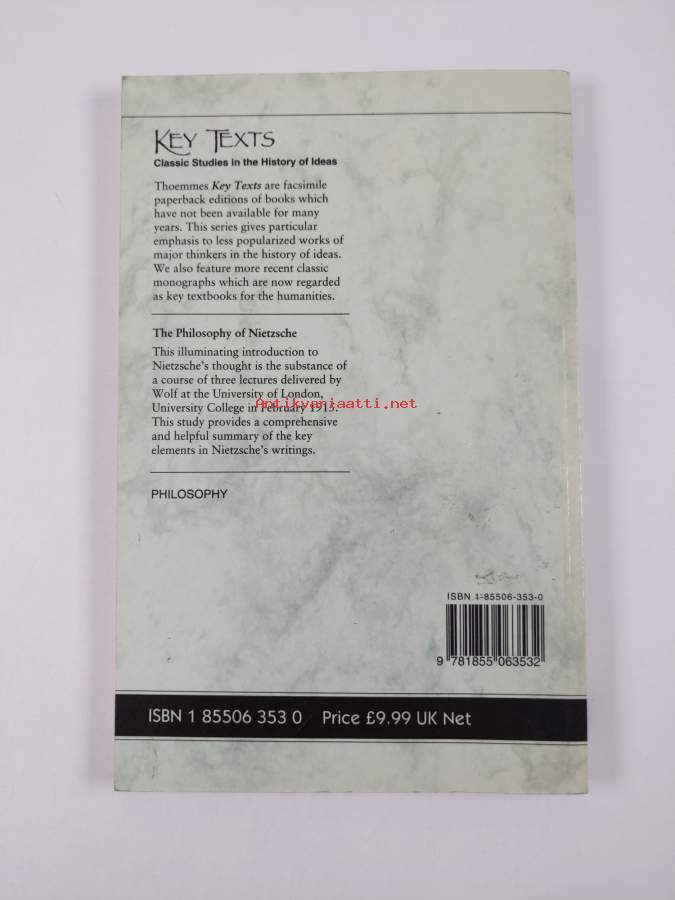 KEY TEXTS
Classic Studies in the History of Ideas
Thoemmes Key Texts are facsimile
paperback editions of books which
have not been available for many
years. This series gives particular
emphasis to less popularized works of
major thinkers in the history of ideas.
We also feature more recent classic
monographs which are now regarded
as key textbooks for the humanities.
The Philosophy of Nietzsche
This illuminating introduction to
Nietzsche's thought is the substance of
a course of three lectures delivered by
Wolf at the University of London,
University College in February 1915.
Antikvariaatti.net
This study provides a comprehensive
and helpful summary of the key
elements in Nietzsche's writings.
PHILOSOPHY
ISBN 1-85506-353-0
9 781855 063532
ISBN 1 85506 353 0 Price £9.99 UK Net